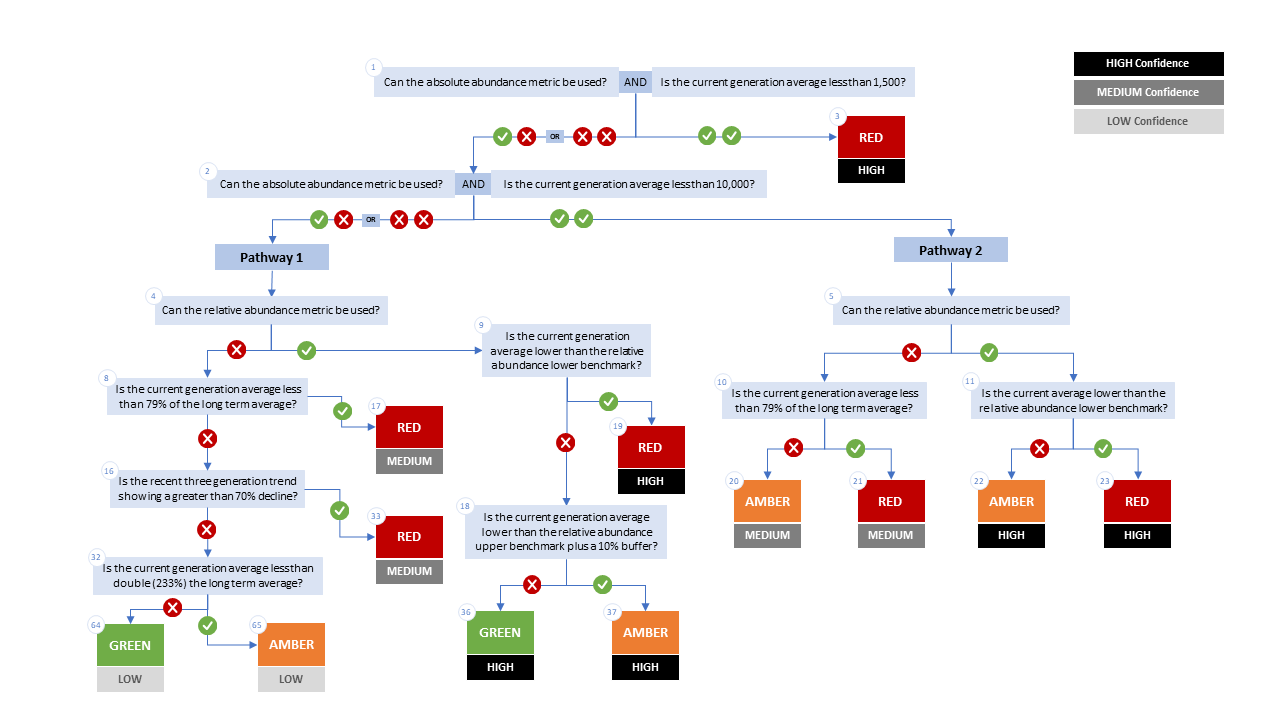 1
Can the absolute abundance metric be used? AND Is the current generation average lessthan 1,500?
HIGH Confidence
MEDIUM Confidence
LOW Confidence
OR
3
RED
HIGH
2
Can the absolute abundance metric be used? AND Is the current generation average lessthan 10,000?
OR
Pathway 1
Pathway 2
4
Can the relative abundance metric be used?
5
Can the relative abundance metric be used?
9
Is the current generation
average lower than the relative
abundance lower benchmark?
8
Is the current generation average less
than 79% of the long term average?
17
RED
MEDIUM
19
RED
HIGH
10
Is the current generation average less
than 79% of the long term average?
11
Is the current average lower than the
relative abundance lower benchmark?
16
Is the recent three generation trend
showing a greater than 70% decline?
33
RED
MEDIUM
18
Is the current generation average
lower than the relative abundance
upper benchmark plus a 10% buffer?
20
AMBER
MEDIUM
21
RED
MEDIUM
22
AMBER
HIGH
23
RED
HIGH
32
Is the current generation average lessthan
double (233%) the long term average?
64
GREEN
LOW
65
AMBER
LOW
36
GREEN
HIGH
37
AMBER
HIGH